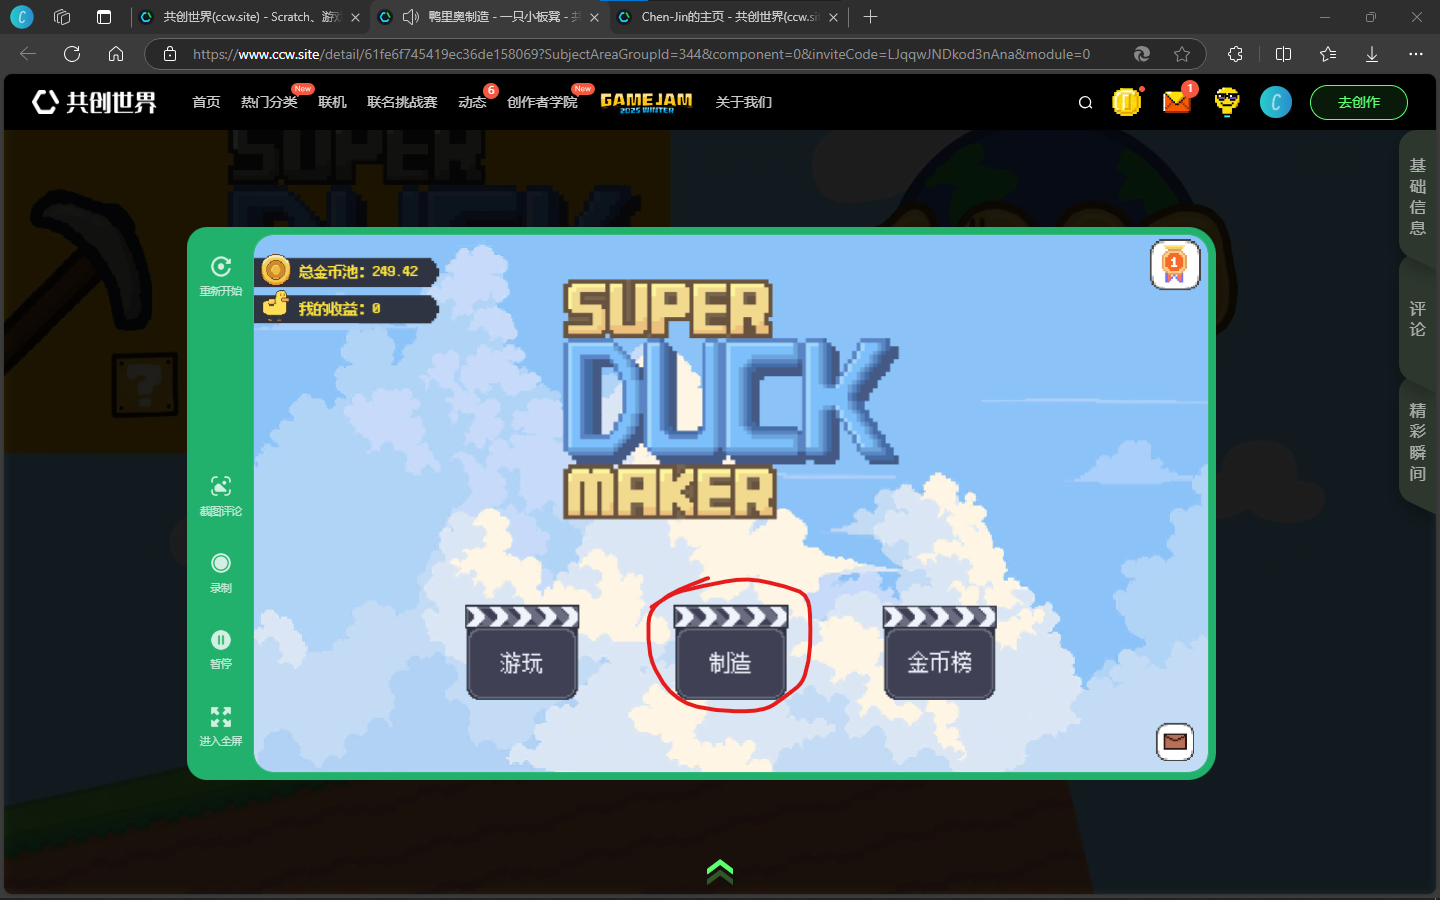 共创世界(ccw.site) - Scratch、游戏
鸭里奥制造 - 一只小板凳 - 共
Chen-Jin的主页 - 共创世界(ccw.sit
https://www.ccw.site/detail/61fe6f745419ec36de158069?SubjectAreaGroupId=344&component=0&inviteCode=LJqqwJNDkod3nAna&module=0
共创世界
首页
热门分类
New
联机
联名挑战赛
动态
6
创作者学院
New
GAMEJAM
2025 WINTER
关于我们
1
C
去创作
SUPER
DUCK
基础信息
评论
精彩瞬间
重新开始
截图评论
录制
暂停
进入全屏
总金币池：249.42
我的收益：0
1
SUPER
DUCK
MAKER
游玩
制造
金币榜